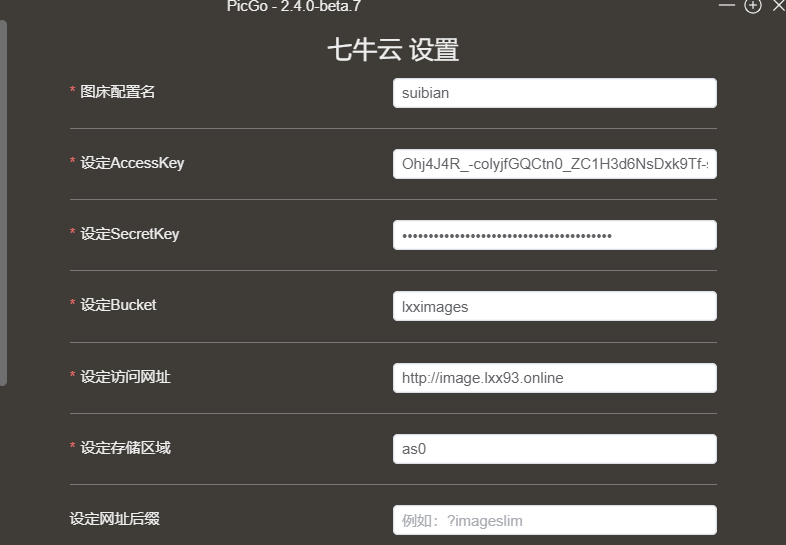 PicGo - 2.4.0-beta.7
七牛云 设置
* 图床配置名 suibian
* 设定AccessKey Ohj4J4R_-colyjfGQCtn0_ZC1H3d6NsDxk9Tf-s
* 设定SecretKey ••••••••••••••••••••••••••••••••••••••••
* 设定Bucket lxximages
* 设定访问网址 http://image.lxx93.online
* 设定存储区域 as0
设定网址后缀 例如：?imageslim